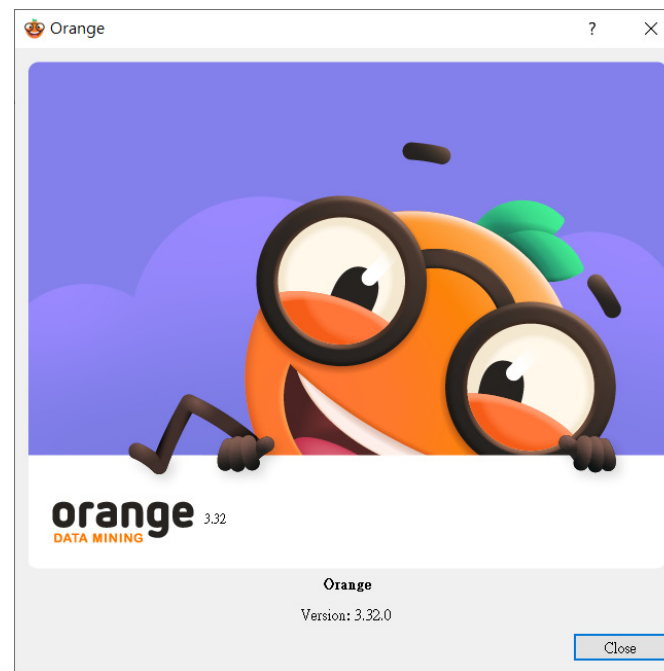 Orange
orange 3.32
DATA MINING
Orange
Version: 3.32.0
Close